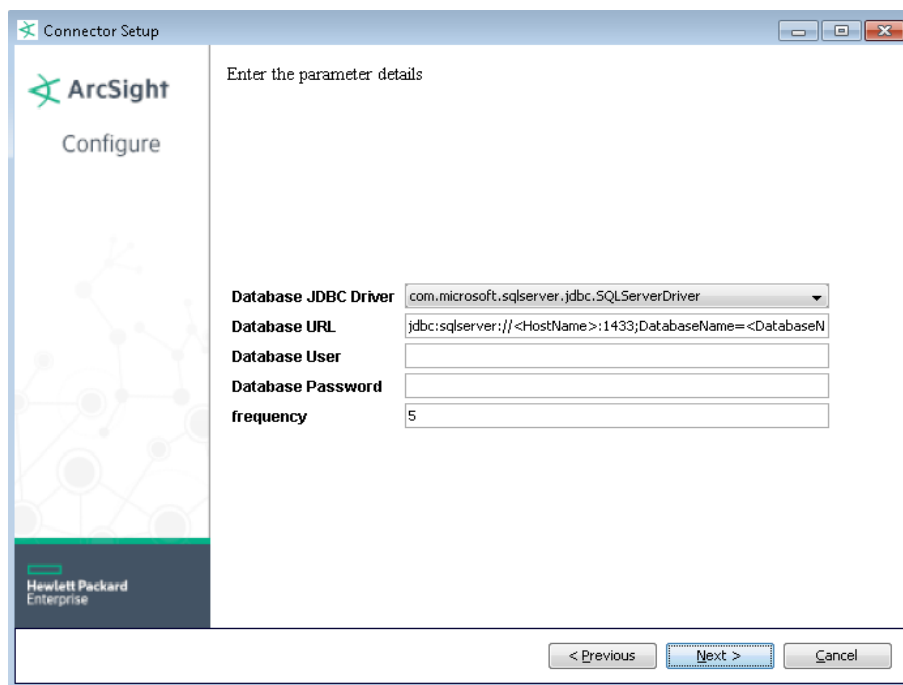 Connector Setup
ArcSight
Configure
Enter the parameter details
Database JDBC Driver com.microsoft.sqlserver.jdbc.SQLServerDriver
Database URL jdbc:sqlserver://<HostName>:1433;DatabaseName=<DatabaseN
Database User
Database Password
frequency 5
Hewlett Packard
Enterprise
< Previous Next > Cancel